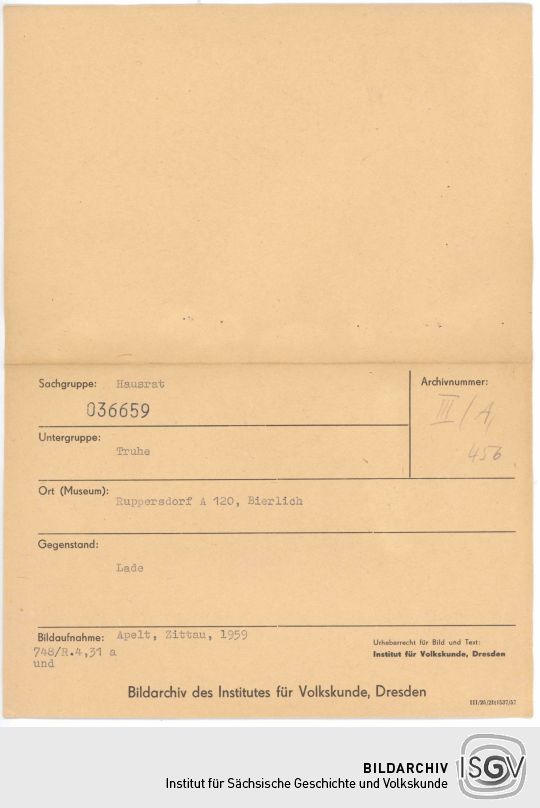 Sachgruppe: Hausrat
Archivnummer:
036659
III/A,
456
Untergruppe:
Truhe
Ort (Museum):
Ruppersdorf A 120, Bierlich
Gegenstand:
Lade
Bildaufnahme: Apelt, Zittau, 1959
748/R.4,31 a
und
Urheberrecht für Bild und Text:
Institut für Volkskunde, Dresden
Bildarchiv des Institutes für Volkskunde, Dresden
BILDARCHIV
Institut für Sächsische Geschichte und Volkskunde
ISGV